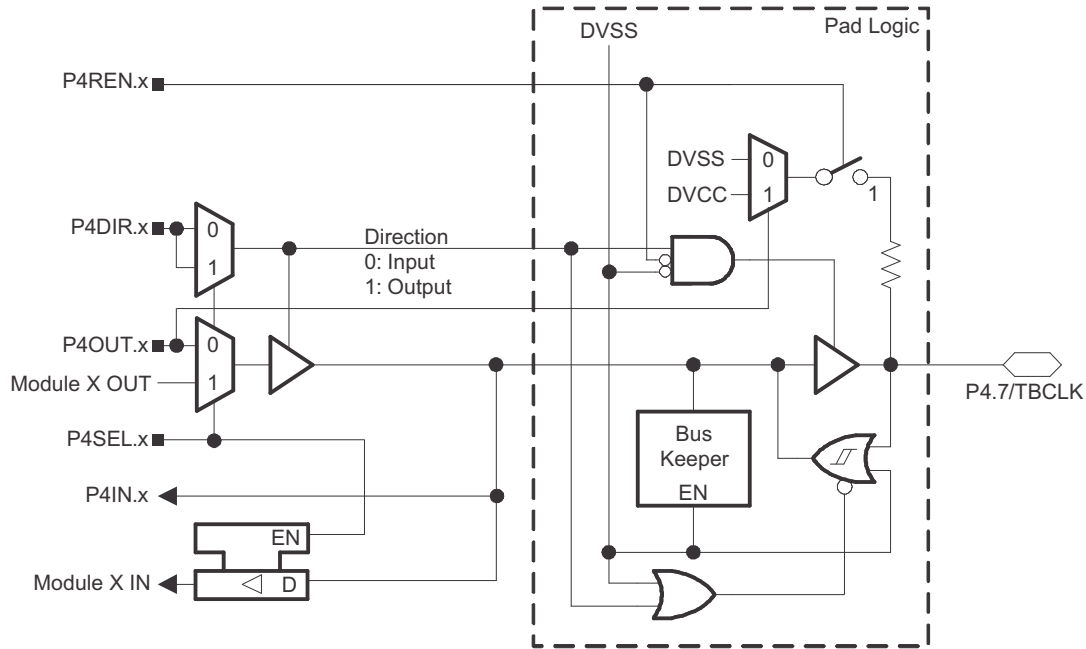 Pad Logic
DVSS
P4REN.x
DVSS
0
DVCC
1
1
P4DIR.x
0
1
Direction
0: Input
1: Output
P4OUT.x
0
Module X OUT
1
P4.7/TBCLK
P4SEL.x
Bus
Keeper
EN
P4IN.x
EN
Module X IN
D